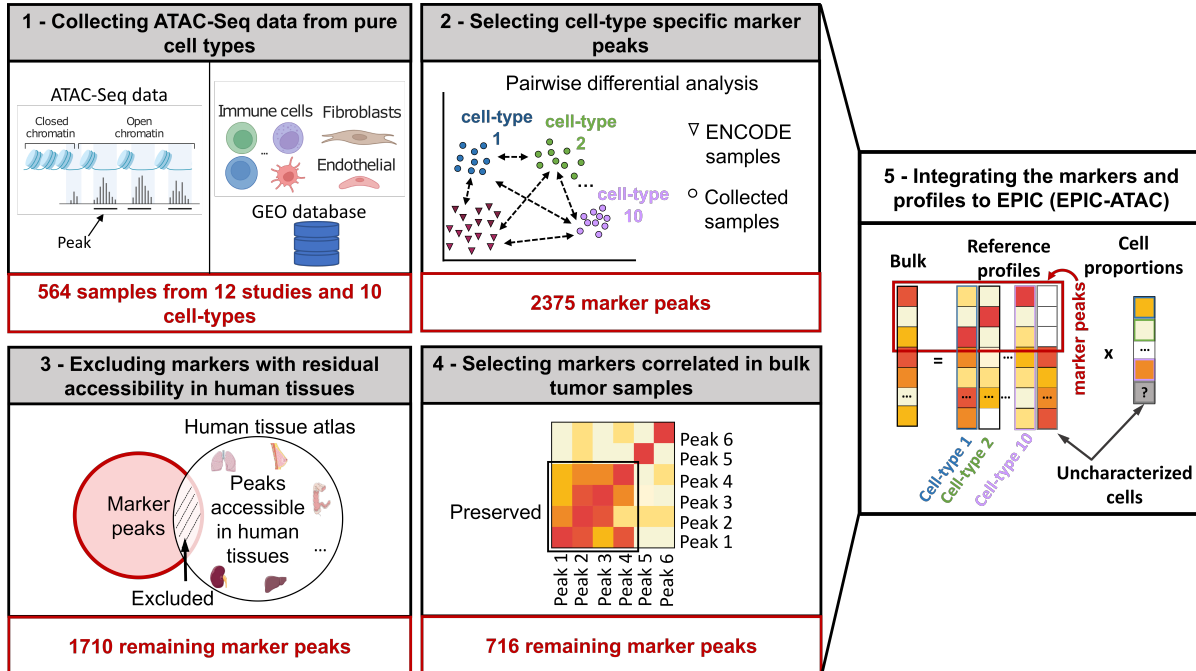 1 - Collecting ATAC-Seq data from pure
cell types
ATAC-Seq data
Closed
chromatin
Open
chromatin
Peak
Immune cells
Fibroblasts
...
Endothelial
GEO database
564 samples from 12 studies and 10
cell-types
2 - Selecting cell-type specific marker
peaks
Pairwise differential analysis
cell-type
1
cell-type
2
...
cell-type
10
ENCODE
samples
Collected
samples
2375 marker peaks
3 - Excluding markers with residual
accessibility in human tissues
Human tissue atlas
Marker
peaks
Peaks
accessible
in human
tissues
...
Excluded
1710 remaining marker peaks
4 - Selecting markers correlated in bulk
tumor samples
Preserved
Peak 6
Peak 5
Peak 4
Peak 3
Peak 2
Peak 1
Peak 1
Peak 2
Peak 3
Peak 4
Peak 5
Peak 6
716 remaining marker peaks
5 - Integrating the markers and
profiles to EPIC (EPIC-ATAC)
Bulk
Reference
profiles
Cell
proportions
marker peaks
=
x
...
...
...
...
...
...
...
...
?
Cell-type 1
Cell-type 2
Cell-type 10
Uncharacterized
cells